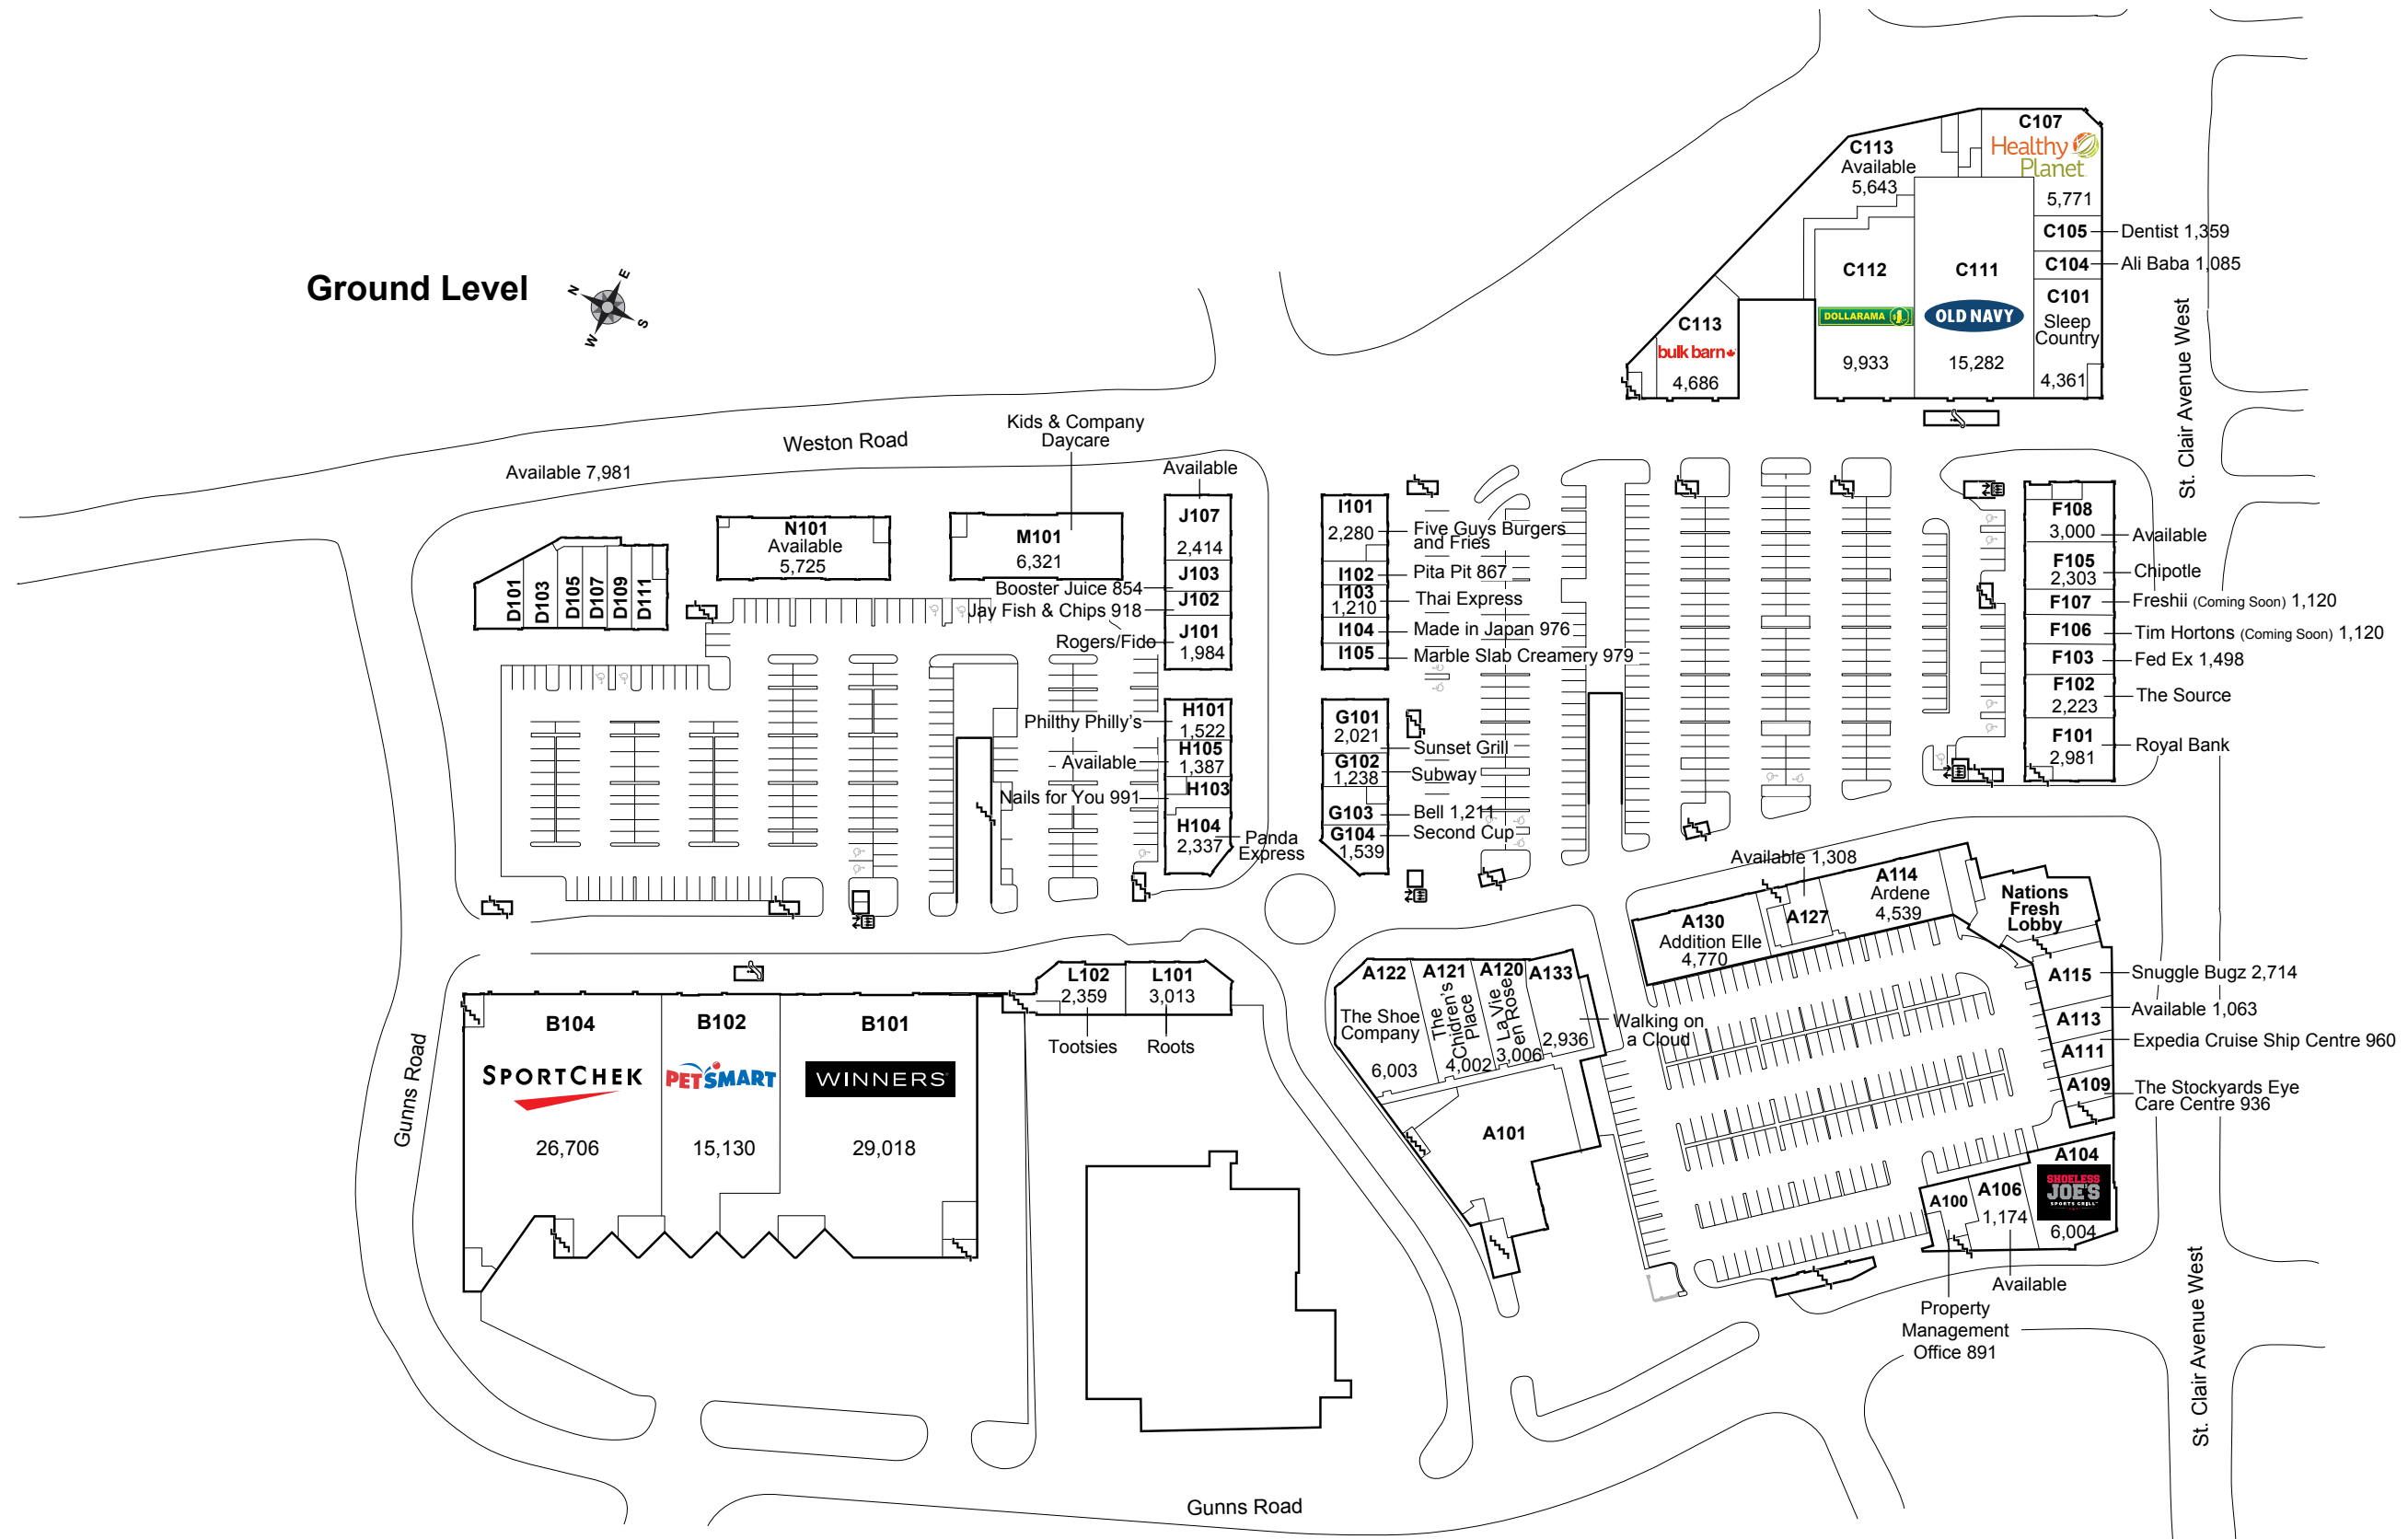 Ground Level
N
E
S
W
Weston Road
Available 7,981
D101
D103
D105
D107
D109
D111
N101
Available
5,725
Kids & Company
Daycare
M101
6,321
Available
J107
2,414
J103
Booster Juice 854
J102
Jay Fish & Chips 918
J101
Rogers/Fido
1,984
H101
Philthy Philly's
1,522
H105
Available
1,387
H103
Nails for You 991
H104
2,337
Panda
Express
I101
2,280
Five Guys Burgers
and Fries
I102
Pita Pit 867
I103
1,210
Thai Express
I104
Made in Japan 976
I105
Marble Slab Creamery 979
G101
2,021
Sunset Grill
G102
1,238
Subway
G103
Bell 1,211
G104
Second Cup
1,539
C107
Healthy
Planet
5,771
C113
Available
5,643
C105
Dentist 1,359
C104
Ali Baba 1,085
C101
Sleep
Country
4,361
C112
DOLLARAMA
9,933
C111
OLD NAVY
15,282
C113
bulk barn
4,686
St. Clair Avenue West
F108
3,000
Available
F105
2,303
Chipotle
F107
Freshii (Coming Soon) 1,120
F106
Tim Hortons (Coming Soon) 1,120
F103
Fed Ex 1,498
F102
2,223
The Source
F101
2,981
Royal Bank
Available 1,308
A130
Addition Elle
4,770
A127
A114
Ardene
4,539
Nations
Fresh
Lobby
A115
Snuggle Bugz 2,714
Available 1,063
A113
Expedia Cruise Ship Centre 960
A111
A109
The Stockyards Eye
Care Centre 936
A104
SHOELESS
JOE'S
SPORTS GRILL
6,004
A106
1,174
Available
A100
Property
Management
Office 891
A122
The Shoe
Company
6,003
A121
The
Chidren's
Place
4,002
A120
La Vie
en Rose
3,006
A133
2,936
Walking on
a Cloud
A101
L102
2,359
Tootsies
L101
3,013
Roots
B104
SPORTCHEK
26,706
B102
PETSMART
15,130
B101
WINNERS
29,018
Gunns Road
Gunns Road
St. Clair Avenue West